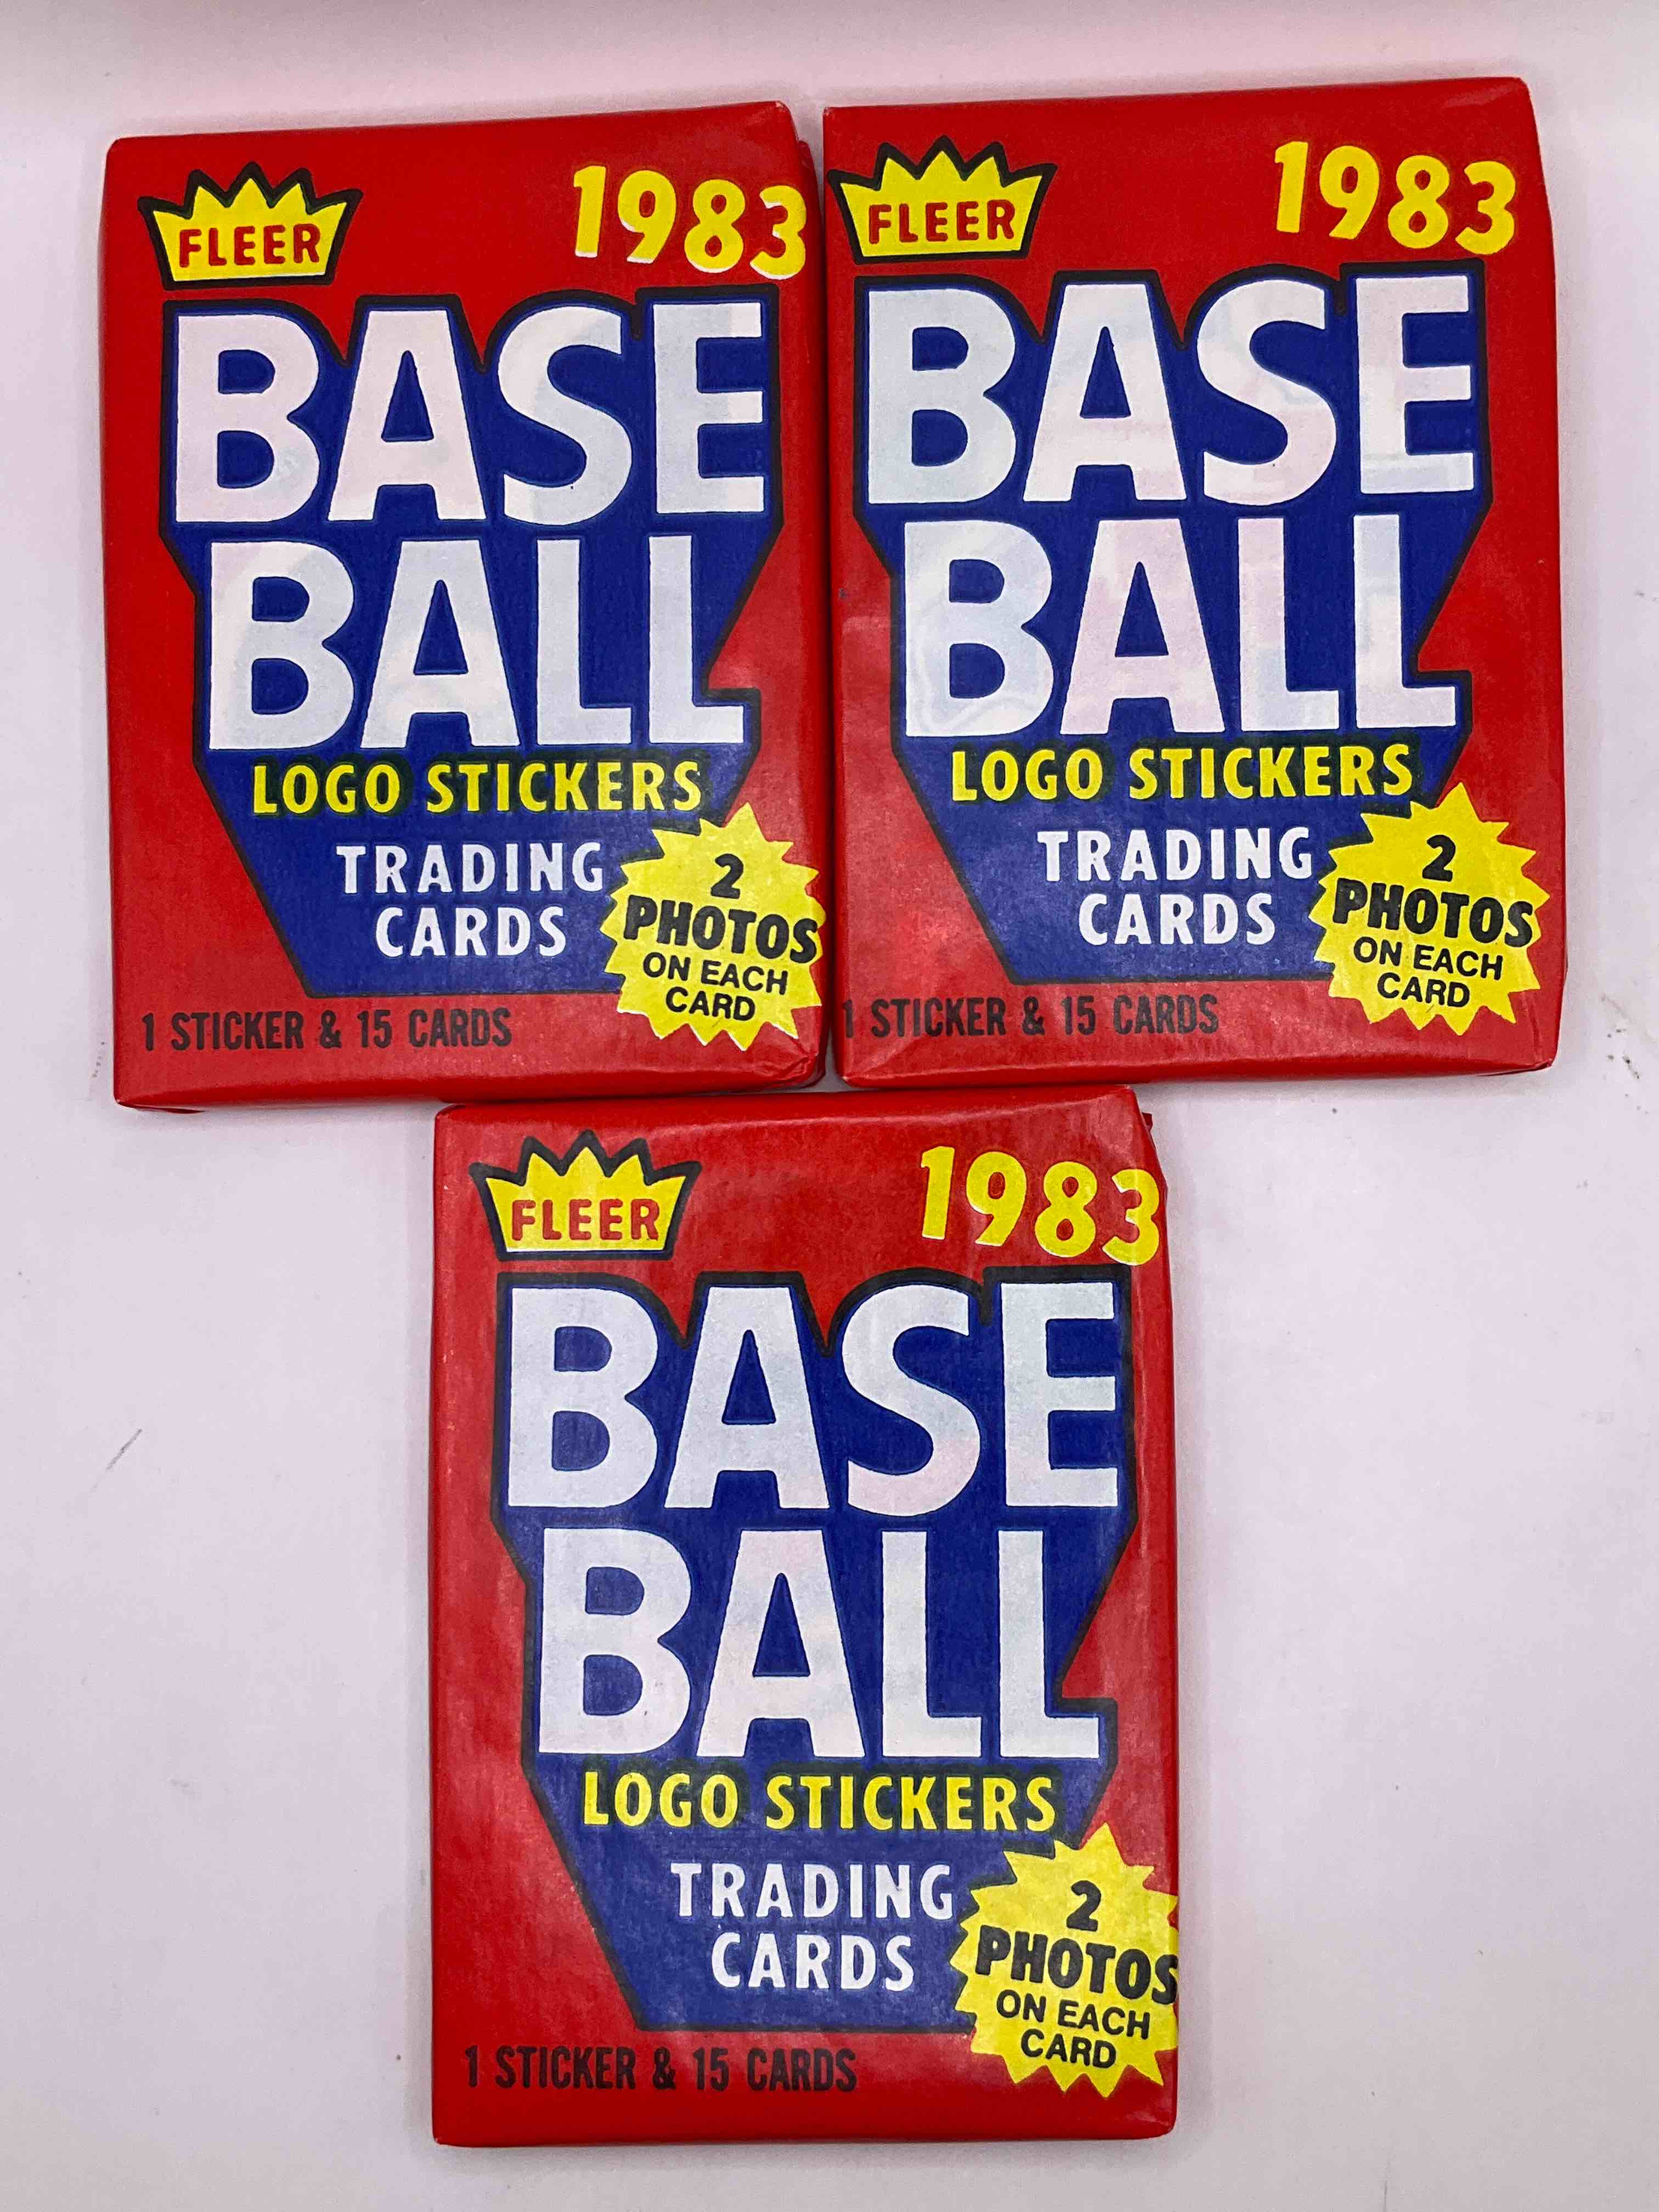 FLEER
1983
BASE
BALL
LOGO STICKERS
TRADING
CARDS
2
PHOTOS
ON EACH
CARD
1 STICKER & 15 CARDS
FLEER
1983
BASE
BALL
LOGO STICKERS
TRADING
CARDS
2
PHOTOS
ON EACH
CARD
1 STICKER & 15 CARDS
FLEER
1983
BASE
BALL
LOGO STICKERS
TRADING
CARDS
2
PHOTOS
ON EACH
CARD
1 STICKER & 15 CARDS